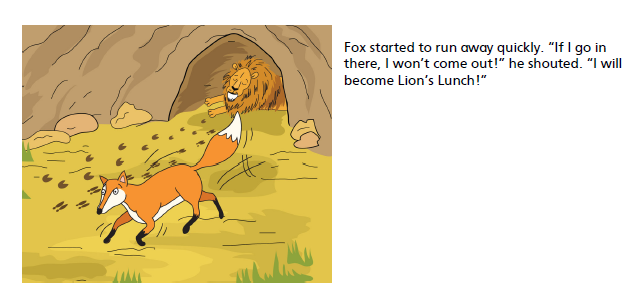 Fox started to run away quickly. “If I go in
there, I won’t come out!” he shouted. “I will
become Lion’s Lunch!”